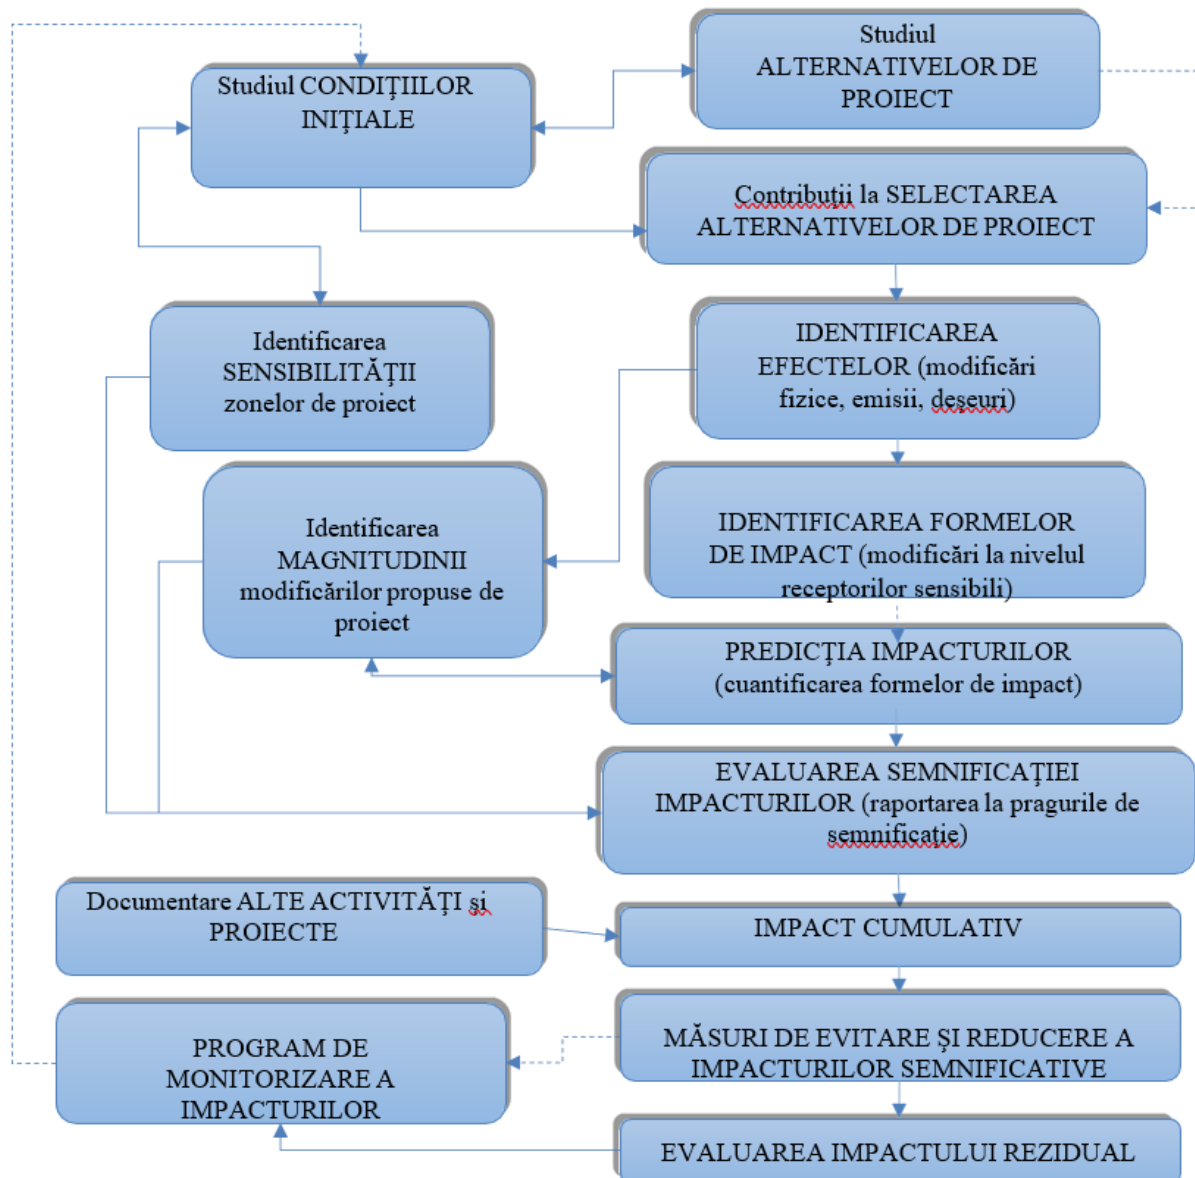 Studiul
ALTERNATIVELOR DE
PROIECT
Studiul CONDIŢIILOR
INIŢIALE
Contribuţii la SELECTAREA
ALTERNATIVELOR DE PROIECT
Identificarea
SENSIBILITĂŢII
zonelor de proiect
IDENTIFICAREA
EFECTELOR (modificări
fizice, emisii, deşeuri)
Identificarea
MAGNITUDINII
modificărilor propuse de
proiect
IDENTIFICAREA FORMELOR
DE IMPACT (modificări la nivelul
receptorilor sensibili)
PREDICŢIA IMPACTURILOR
(cuantificarea formelor de impact)
EVALUAREA SEMNIFICAŢIEI
IMPACTURILOR (raportarea la pragurile de
semnificaţie)
Documentare ALTE ACTIVITĂŢI şi
PROIECTE
IMPACT CUMULATIV
MĂSURI DE EVITARE ŞI REDUCERE A
IMPACTURILOR SEMNIFICATIVE
PROGRAM DE
MONITORIZARE A
IMPACTURILOR
EVALUAREA IMPACTULUI REZIDUAL